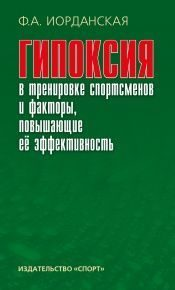 Ф.А. ИОРДАНСКАЯ
ГИПОКСИЯ
в тренировке спортсменов
и факторы,
повышающие
её эффективность
ИЗДАТЕЛЬСТВО «СПОРТ»